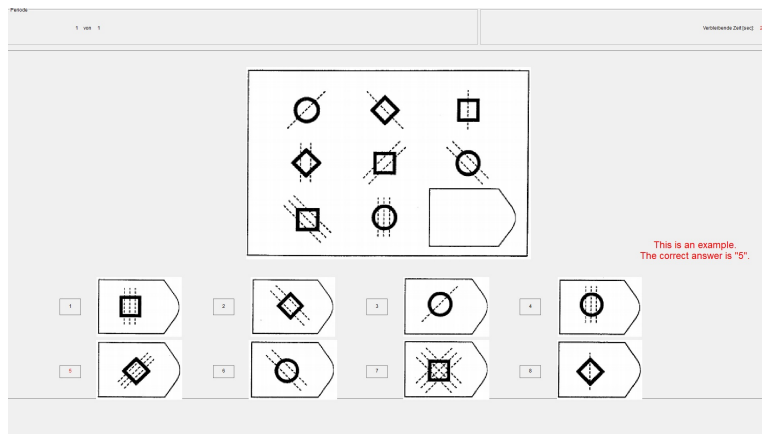 Periode
1 von 1
Verbleibende Zeit [sec]: 2
This is an example.
The correct answer is "5".
1
2
3
4
5
6
7
8